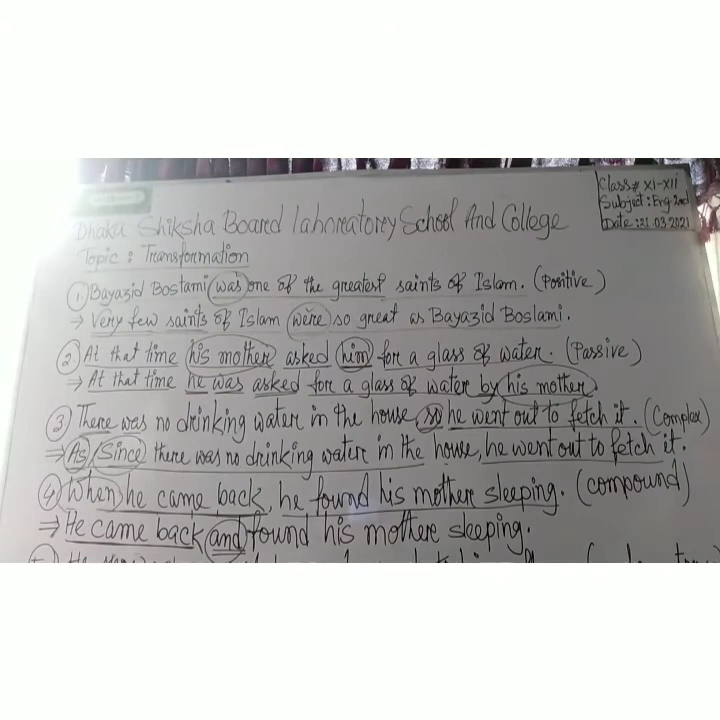 Class# XI-XII
Subject: Eng 2nd
Date: 31.03.2021
Dhaka Shiksha Board Laboratory School And College
Topic: Transformation
1. Bayazid Bostami was one of the greatest saints of Islam. (Positive)
→ Very few saints of Islam were so great as Bayazid Bostami.
2. At that time his mother asked him for a glass of water. (Passive)
→ At that time he was asked for a glass of water by his mother.
3 There was no drinking water in the house, so he went out to fetch it. (Complex)
→ As/Since there was no drinking water in the house, he went out to fetch it.
4 When he came back, he found his mother sleeping. (compound)
→ He came back and found his mother sleeping.